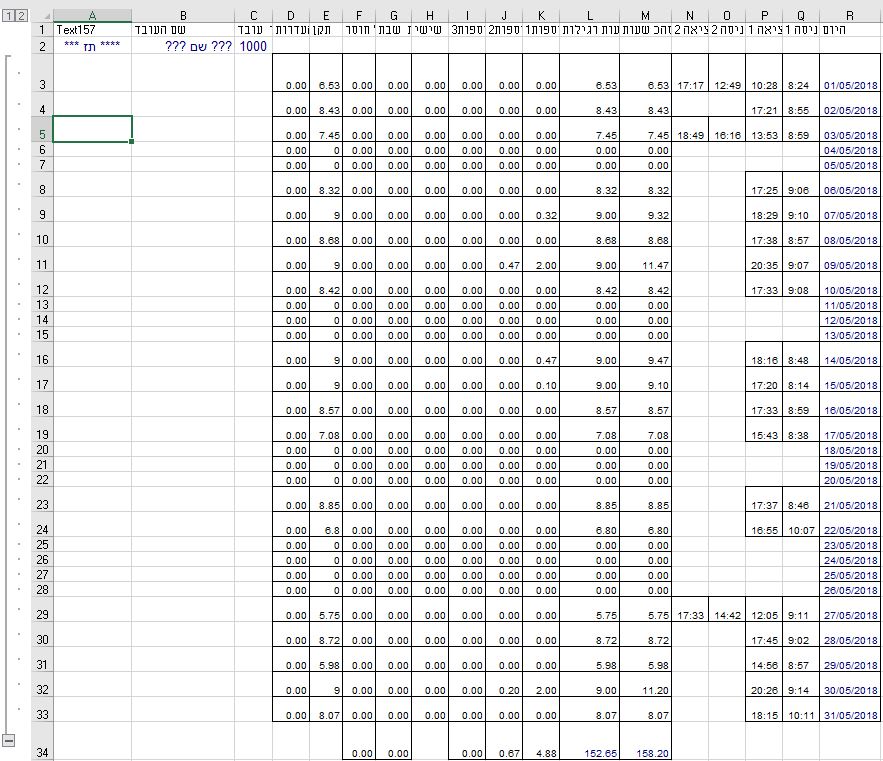 1 2
A B C D E F G H I J K L M N O P Q R
1 Text157 שם העובד עובד עדרות תקן חוסר שבת שישי ספות3 ספות2 ספות1 עות רגילות סהכ שעות ציאה 2 ניסה 2 ציאה 1 ניסה 1 היום
2 *** תז **** ??? שם ??? 1000
3 0.00 6.53 0.00 0.00 0.00 0.00 0.00 0.00 6.53 6.53 17:17 12:49 10:28 8:24 01/05/2018
4 0.00 8.43 0.00 0.00 0.00 0.00 0.00 0.00 8.43 8.43 17:21 8:55 02/05/2018
5 0.00 7.45 0.00 0.00 0.00 0.00 0.00 0.00 7.45 7.45 18:49 16:16 13:53 8:59 03/05/2018
6 0.00 0 0.00 0.00 0.00 0.00 0.00 0.00 0.00 0.00 04/05/2018
7 0.00 0 0.00 0.00 0.00 0.00 0.00 0.00 0.00 0.00 05/05/2018
8 0.00 8.32 0.00 0.00 0.00 0.00 0.00 0.00 8.32 8.32 17:25 9:06 06/05/2018
9 0.00 9 0.00 0.00 0.00 0.00 0.00 0.32 9.00 9.32 18:29 9:10 07/05/2018
10 0.00 8.68 0.00 0.00 0.00 0.00 0.00 0.00 8.68 8.68 17:38 8:57 08/05/2018
11 0.00 9 0.00 0.00 0.00 0.00 0.47 2.00 9.00 11.47 20:35 9:07 09/05/2018
12 0.00 8.42 0.00 0.00 0.00 0.00 0.00 0.00 8.42 8.42 17:33 9:08 10/05/2018
13 0.00 0 0.00 0.00 0.00 0.00 0.00 0.00 0.00 0.00 11/05/2018
14 0.00 0 0.00 0.00 0.00 0.00 0.00 0.00 0.00 0.00 12/05/2018
15 0.00 0 0.00 0.00 0.00 0.00 0.00 0.00 0.00 0.00 13/05/2018
16 0.00 9 0.00 0.00 0.00 0.00 0.00 0.47 9.00 9.47 18:16 8:48 14/05/2018
17 0.00 9 0.00 0.00 0.00 0.00 0.00 0.10 9.00 9.10 17:20 8:14 15/05/2018
18 0.00 8.57 0.00 0.00 0.00 0.00 0.00 0.00 8.57 8.57 17:33 8:59 16/05/2018
19 0.00 7.08 0.00 0.00 0.00 0.00 0.00 0.00 7.08 7.08 15:43 8:38 17/05/2018
20 0.00 0 0.00 0.00 0.00 0.00 0.00 0.00 0.00 0.00 18/05/2018
21 0.00 0 0.00 0.00 0.00 0.00 0.00 0.00 0.00 0.00 19/05/2018
22 0.00 0 0.00 0.00 0.00 0.00 0.00 0.00 0.00 0.00 20/05/2018
23 0.00 8.85 0.00 0.00 0.00 0.00 0.00 0.00 8.85 8.85 17:37 8:46 21/05/2018
24 0.00 6.8 0.00 0.00 0.00 0.00 0.00 0.00 6.80 6.80 16:55 10:07 22/05/2018
25 0.00 0 0.00 0.00 0.00 0.00 0.00 0.00 0.00 0.00 23/05/2018
26 0.00 0 0.00 0.00 0.00 0.00 0.00 0.00 0.00 0.00 24/05/2018
27 0.00 0 0.00 0.00 0.00 0.00 0.00 0.00 0.00 0.00 25/05/2018
28 0.00 0 0.00 0.00 0.00 0.00 0.00 0.00 0.00 0.00 26/05/2018
29 0.00 5.75 0.00 0.00 0.00 0.00 0.00 0.00 5.75 5.75 17:33 14:42 12:05 9:11 27/05/2018
30 0.00 8.72 0.00 0.00 0.00 0.00 0.00 0.00 8.72 8.72 17:45 9:02 28/05/2018
31 0.00 5.98 0.00 0.00 0.00 0.00 0.00 0.00 5.98 5.98 14:56 8:57 29/05/2018
32 0.00 9 0.00 0.00 0.00 0.00 0.20 2.00 9.00 11.20 20:26 9:14 30/05/2018
33 0.00 8.07 0.00 0.00 0.00 0.00 0.00 0.00 8.07 8.07 18:15 10:11 31/05/2018
34 0.00 0.00 0.00 0.67 4.88 152.65 158.20